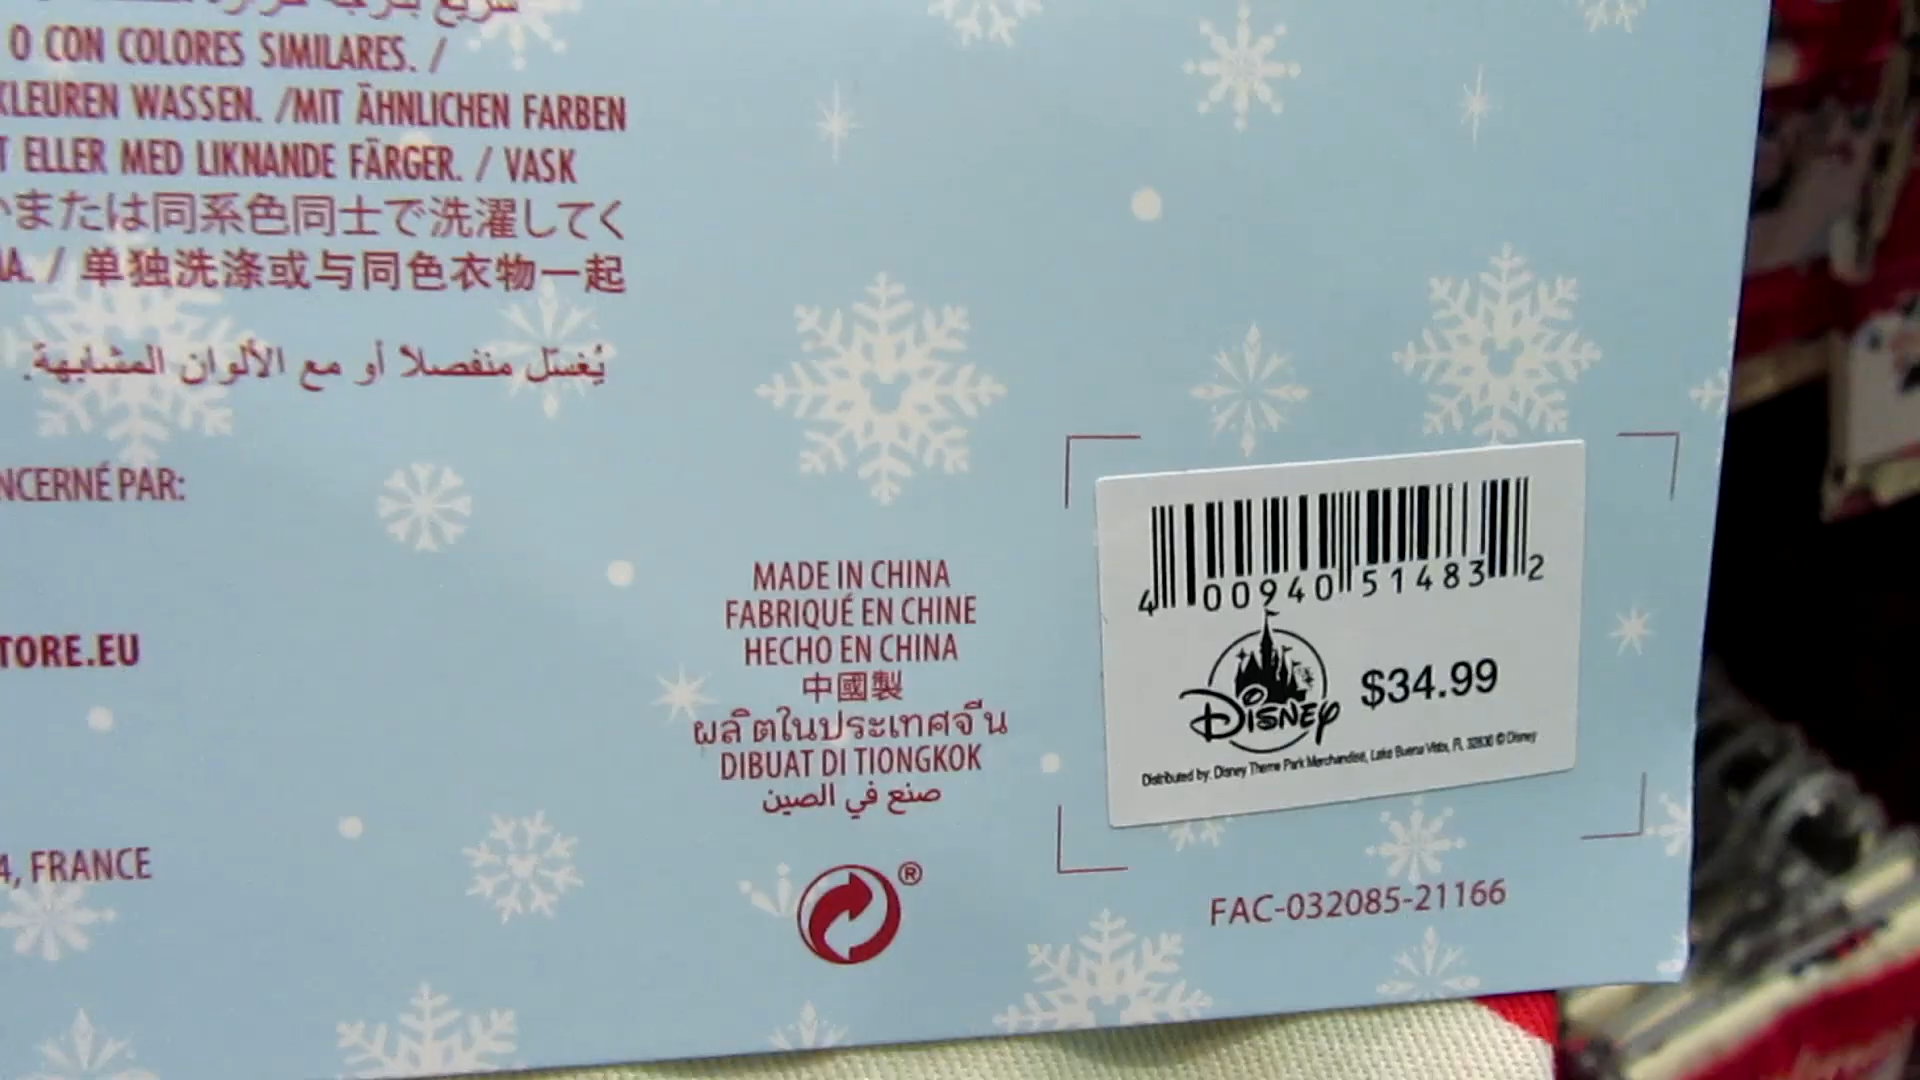 O CON COLORES SIMILARES. /
KLEUREN WASSEN. /MIT ÄHNLICHEN FARBEN
T ELLER MED LIKNANDE FÄRGER. / VASK
または同系色同士で洗濯してく
A. / 单独洗涤或与同色衣物一起
يُغسَل منفصلا أو مع الألوان المشابهة.
NCERNÉ PAR:
TORE.EU
4, FRANCE
MADE IN CHINA
FABRIQUÉ EN CHINE
HECHO EN CHINA
中國製
ผลิตในประเทศจีน
DIBUAT DI TIONGKOK
صنع في الصين
®
4 00940 51483 2
Disney
$34.99
Distributed by: Disney Theme Park Merchandise, Lake Buena Vista, FL 32830 © Disney
FAC-032085-21166